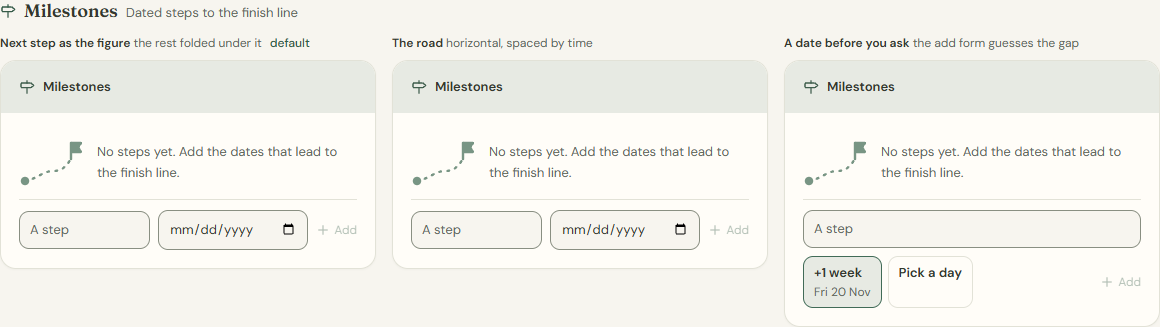 Milestones Dated steps to the finish line
Next step as the figure the rest folded under it default
Milestones
No steps yet. Add the dates that lead to
the finish line.
A step
mm/dd/yyyy
+ Add
The road horizontal, spaced by time
Milestones
No steps yet. Add the dates that lead to
the finish line.
A step
mm/dd/yyyy
+ Add
A date before you ask the add form guesses the gap
Milestones
No steps yet. Add the dates that lead to
the finish line.
A step
+1 week
Fri 20 Nov
Pick a day
+ Add